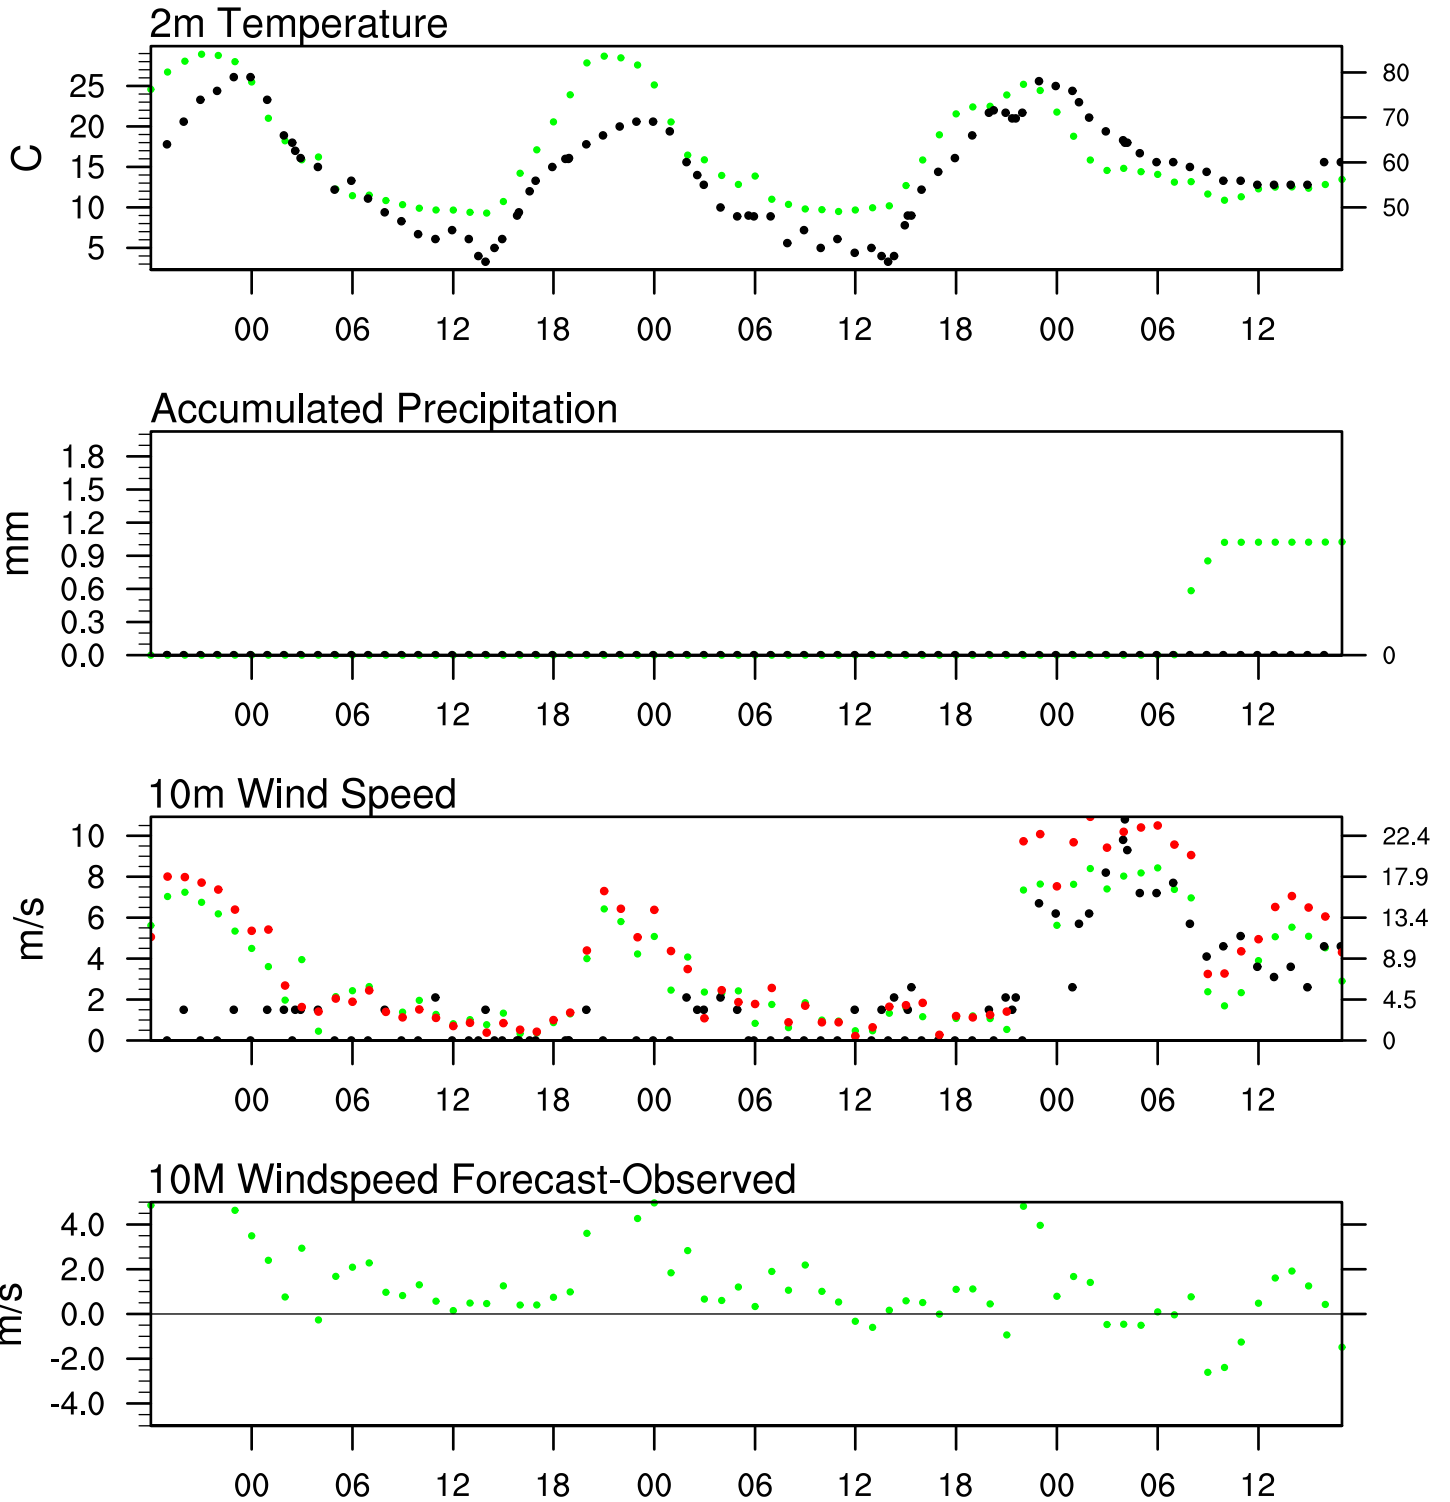 2m Temperature
C
25
20
15
10
5
80
70
60
50
00 06 12 18 00 06 12 18 00 06 12
Accumulated Precipitation
mm
1.8
1.5
1.2
0.9
0.6
0.3
0.0
0
00 06 12 18 00 06 12 18 00 06 12
10m Wind Speed
m/s
10
8
6
4
2
0
22.4
17.9
13.4
8.9
4.5
0
00 06 12 18 00 06 12 18 00 06 12
10M Windspeed Forecast-Observed
m/s
4.0
2.0
0.0
-2.0
-4.0
00 06 12 18 00 06 12 18 00 06 12